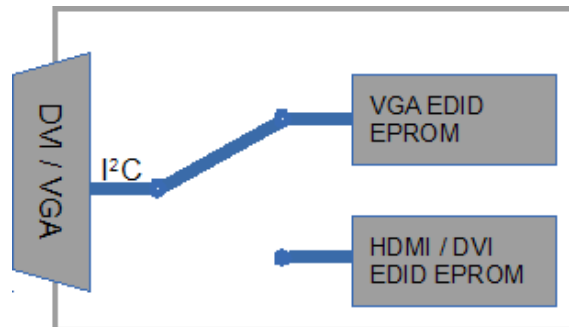 DVI / VGA
I²C
VGA EDID
EPROM
HDMI / DVI
EDID EPROM